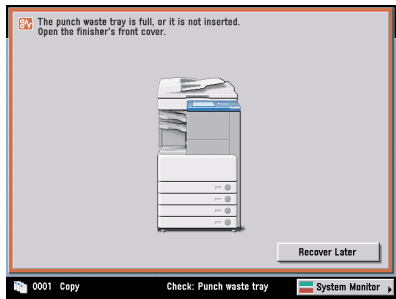 The punch waste tray is full, or it is not inserted.
Open the finisher's front cover.
Recover Later
0001 Copy Check: Punch waste tray System Monitor